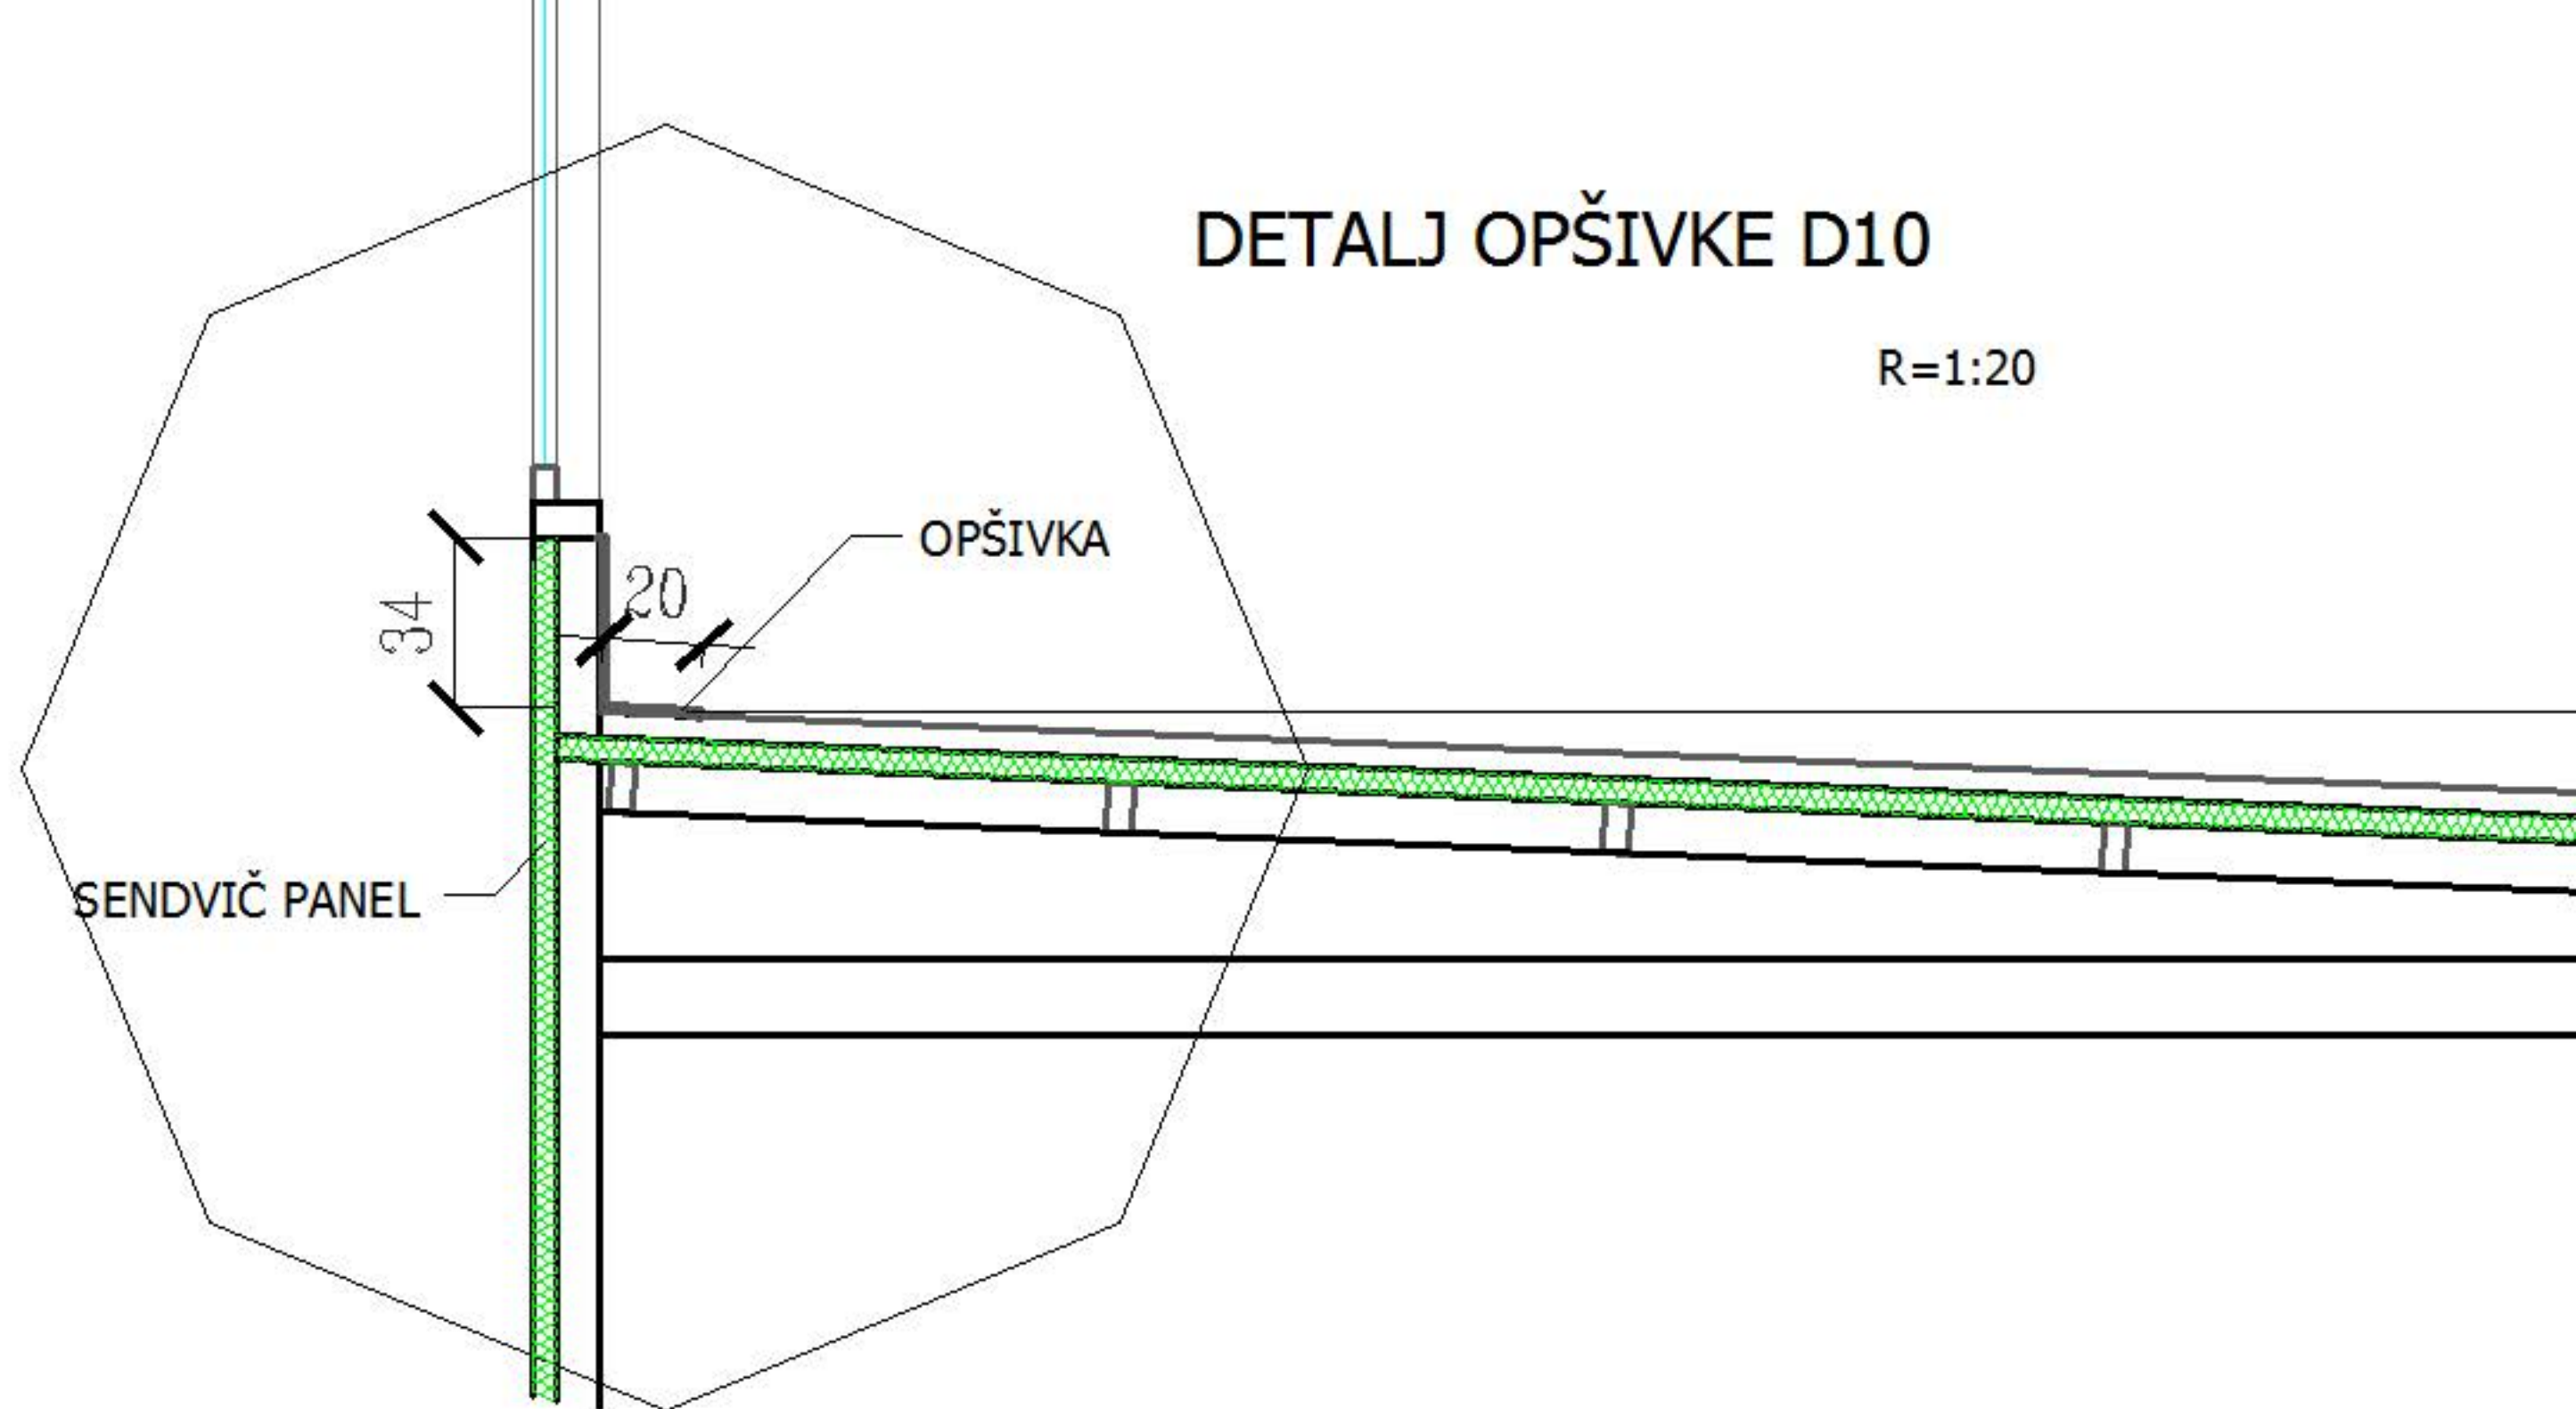 DETALJ OPŠIVKE D10
R=1:20
OPŠIVKA
20
34
SENDVIČ PANEL